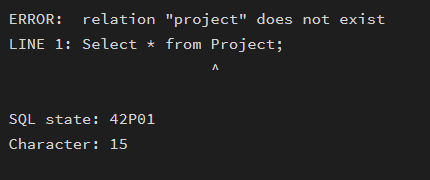 ERROR:  relation "project" does not exist
LINE 1: Select * from Project;
                      ^
SQL state: 42P01
Character: 15